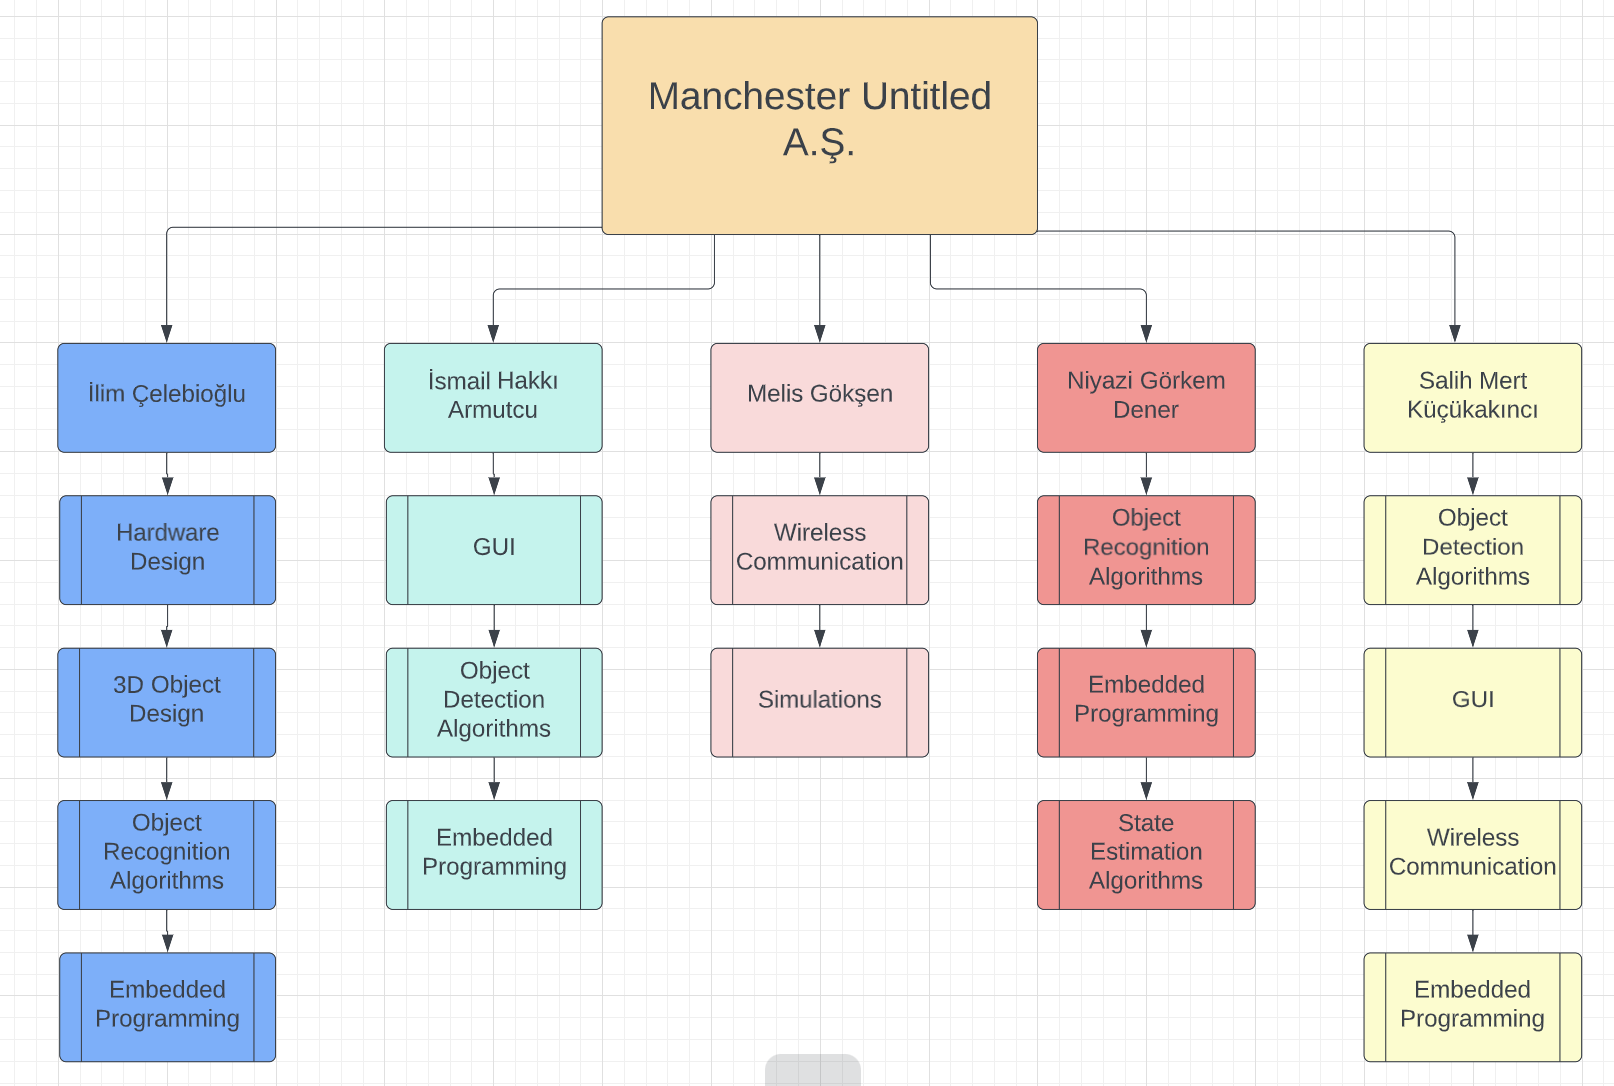 Manchester Untitled
A.Ş.
İlim Çelebioğlu
İsmail Hakkı
Armutcu
Melis Gökşen
Niyazi Görkem
Dener
Salih Mert
Küçükakıncı
Hardware
Design
GUI
Wireless
Communication
Object
Recognition
Algorithms
Object
Detection
Algorithms
3D Object
Design
Object
Detection
Algorithms
Simulations
Embedded
Programming
GUI
Object
Recognition
Algorithms
Embedded
Programming
State
Estimation
Algorithms
Wireless
Communication
Embedded
Programming
Embedded
Programming